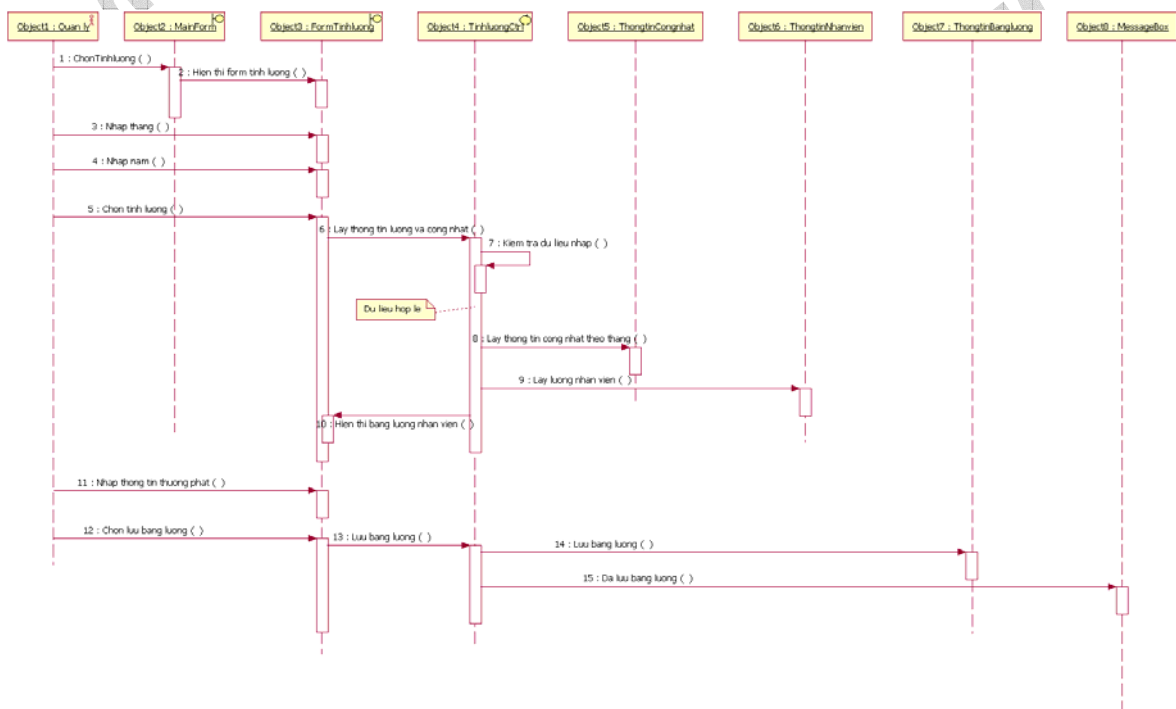 Object1 : Quan ly
Object2 : MainForm
Object3 : FormTinhluong
Object4 : TinhluongCtrl
Object5 : ThongtinCongnhat
Object6 : ThongtinNhanvien
Object7 : ThongtinBangluong
Object8 : MessageBox
1 : ChonTinhluong ( )
2 : Hien thi form tinh luong ( )
3 : Nhap thang ( )
4 : Nhap nam ( )
5 : Chon tinh luong ( )
6 : Lay thong tin luong va cong nhat ( )
7 : Kiem tra du lieu nhap ( )
Du lieu hop le
8 : Lay thong tin cong nhat theo thang ( )
9 : Lay luong nhan vien ( )
10 : Hien thi bang luong nhan vien ( )
11 : Nhap thong tin thuong phat ( )
12 : Chon luu bang luong ( )
13 : Luu bang luong ( )
14 : Luu bang luong ( )
15 : Da luu bang luong ( )